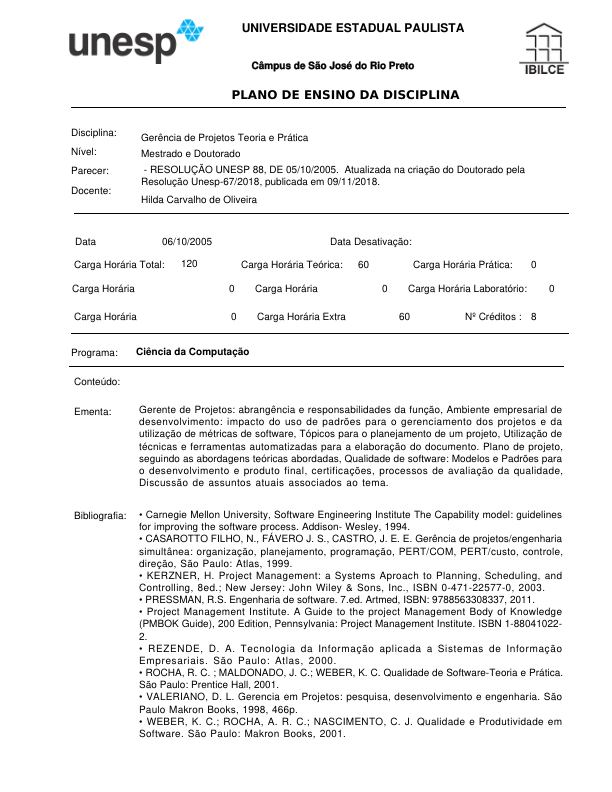 unesp
UNIVERSIDADE ESTADUAL PAULISTA
Câmpus de São José do Rio Preto
IBILCE
PLANO DE ENSINO DA DISCIPLINA
Disciplina: Gerência de Projetos Teoria e Prática
Nível: Mestrado e Doutorado
Parecer: - RESOLUÇÃO UNESP 88, DE 05/10/2005. Atualizada na criação do Doutorado pela
Resolução Unesp-67/2018, publicada em 09/11/2018.
Docente: Hilda Carvalho de Oliveira
Data 06/10/2005 Data Desativação:
Carga Horária Total: 120 Carga Horária Teórica: 60 Carga Horária Prática: 0
Carga Horária 0 Carga Horária 0 Carga Horária Laboratório: 0
Carga Horária 0 Carga Horária Extra 60 Nº Créditos : 8
Programa: Ciência da Computação
Conteúdo:
Ementa: Gerente de Projetos: abrangência e responsabilidades da função, Ambiente empresarial de
desenvolvimento: impacto do uso de padrões para o gerenciamento dos projetos e da
utilização de métricas de software, Tópicos para o planejamento de um projeto, Utilização de
técnicas e ferramentas automatizadas para a elaboração do documento. Plano de projeto,
seguindo as abordagens teóricas abordadas, Qualidade de software: Modelos e Padrões para
o desenvolvimento e produto final, certificações, processos de avaliação da qualidade,
Discussão de assuntos atuais associados ao tema.
Bibliografia: • Carnegie Mellon University, Software Engineering Institute The Capability model: guidelines
for improving the software process. Addison- Wesley, 1994.
• CASAROTTO FILHO, N., FÁVERO J. S., CASTRO, J. E. E. Gerência de projetos/engenharia
simultânea: organização, planejamento, programação, PERT/COM, PERT/custo, controle,
direção, São Paulo: Atlas, 1999.
• KERZNER, H. Project Management: a Systems Aproach to Planning, Scheduling, and
Controlling, 8ed.; New Jersey: John Wiley & Sons, Inc., ISBN 0-471-22577-0, 2003.
• PRESSMAN, R.S. Engenharia de software. 7.ed. Artmed, ISBN: 9788563308337, 2011.
• Project Management Institute. A Guide to the project Management Body of Knowledge
(PMBOK Guide), 200 Edition, Pennsylvania: Project Management Institute. ISBN 1-88041022-
2.
• REZENDE, D. A. Tecnologia da Informação aplicada a Sistemas de Informação
Empresariais. São Paulo: Atlas, 2000.
• ROCHA, R. C. ; MALDONADO, J. C.; WEBER, K. C. Qualidade de Software-Teoria e Prática.
São Paulo: Prentice Hall, 2001.
• VALERIANO, D. L. Gerencia em Projetos: pesquisa, desenvolvimento e engenharia. São
Paulo Makron Books, 1998, 466p.
• WEBER, K. C.; ROCHA, A. R. C.; NASCIMENTO, C. J. Qualidade e Produtividade em
Software. São Paulo: Makron Books, 2001.